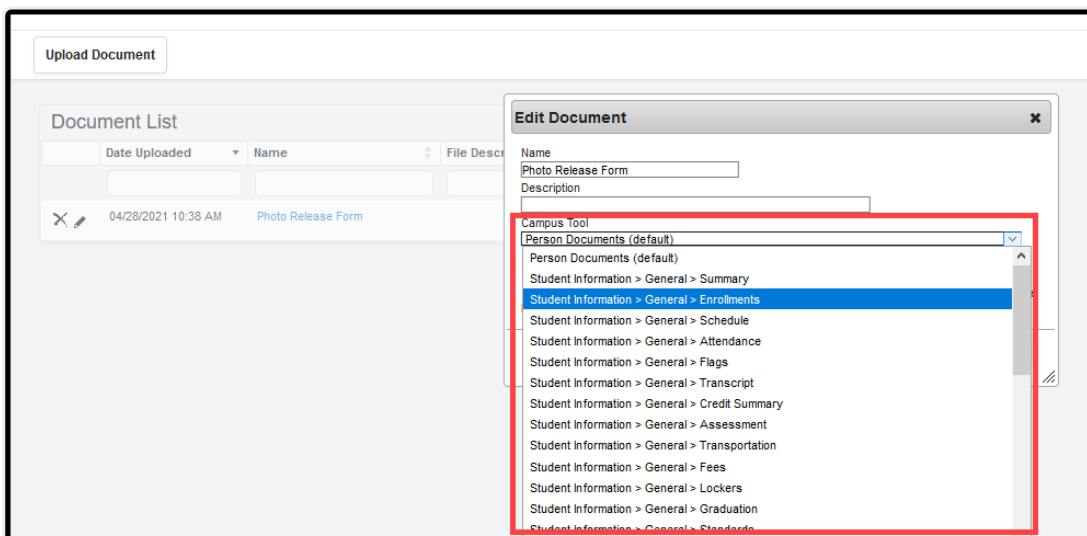 Upload Document
Document List
Date Uploaded Name File Descr
04/28/2021 10:38 AM Photo Release Form
Edit Document
Name
Photo Release Form
Description
Campus Tool
Person Documents (default)
Person Documents (default)
Student Information > General > Summary
Student Information > General > Enrollments
Student Information > General > Schedule
Student Information > General > Attendance
Student Information > General > Flags
Student Information > General > Transcript
Student Information > General > Credit Summary
Student Information > General > Assessment
Student Information > General > Transportation
Student Information > General > Fees
Student Information > General > Lockers
Student Information > General > Graduation
Student Information > General > Standards